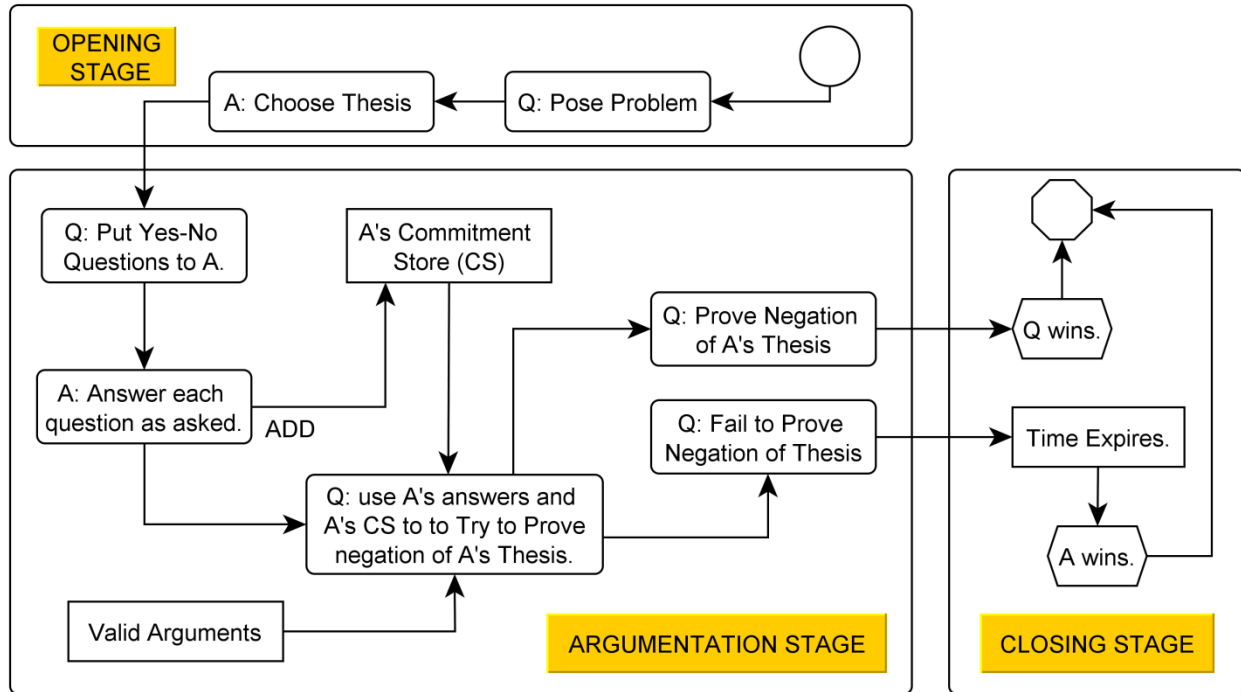 OPENING
STAGE
A: Choose Thesis
Q: Pose Problem
Q: Put Yes-No
Questions to A.
A's Commitment
Store (CS)
A: Answer each
question as asked.
ADD
Q: use A's answers and
A's CS to to Try to Prove
negation of A's Thesis.
Valid Arguments
Q: Prove Negation
of A's Thesis
Q: Fail to Prove
Negation of Thesis
ARGUMENTATION STAGE
Q wins.
Time Expires.
A wins.
CLOSING STAGE